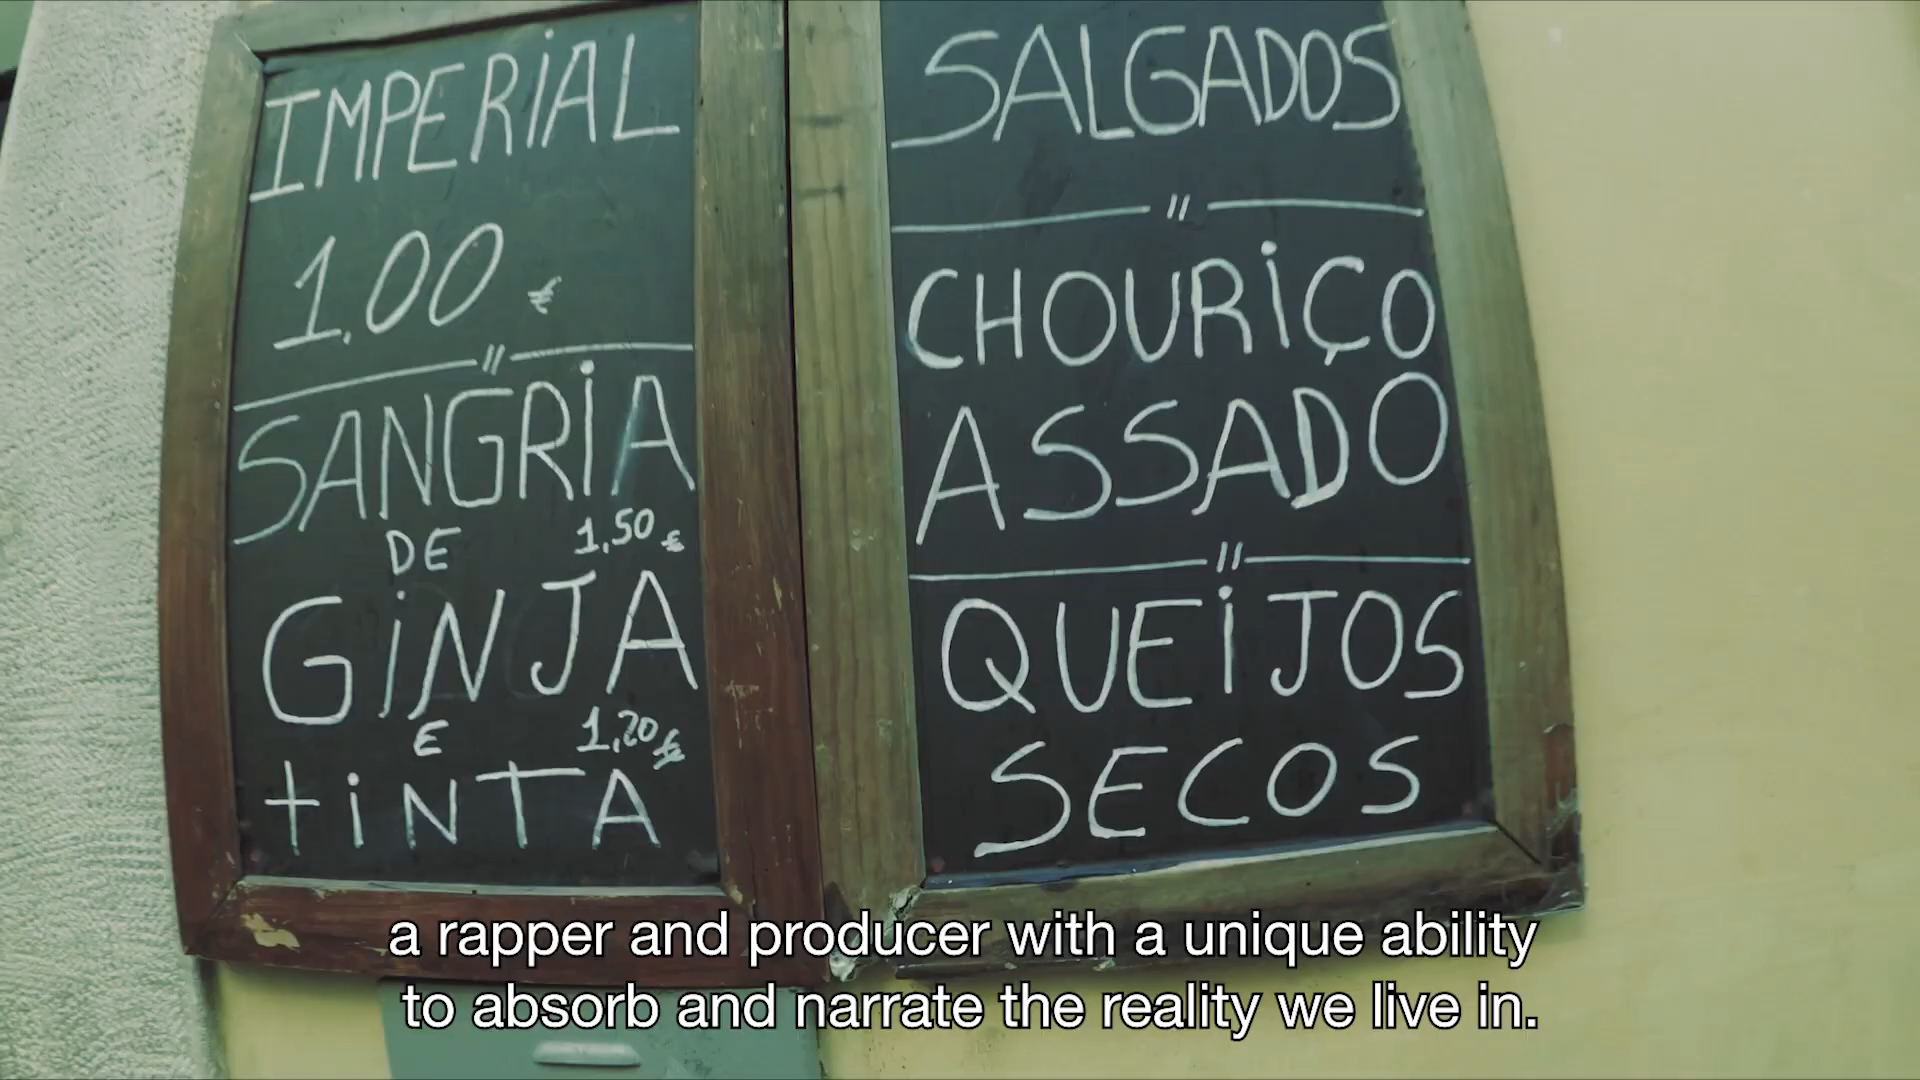 IMPERIAL
1,00 €
SANGRIA
DE 1,50 €
GINJA
E 1,20 €
tINTA
SALGADOS
CHOURIÇO
ASSADO
QUEIJOS
SECOS
a rapper and producer with a unique ability
to absorb and narrate the reality we live in.